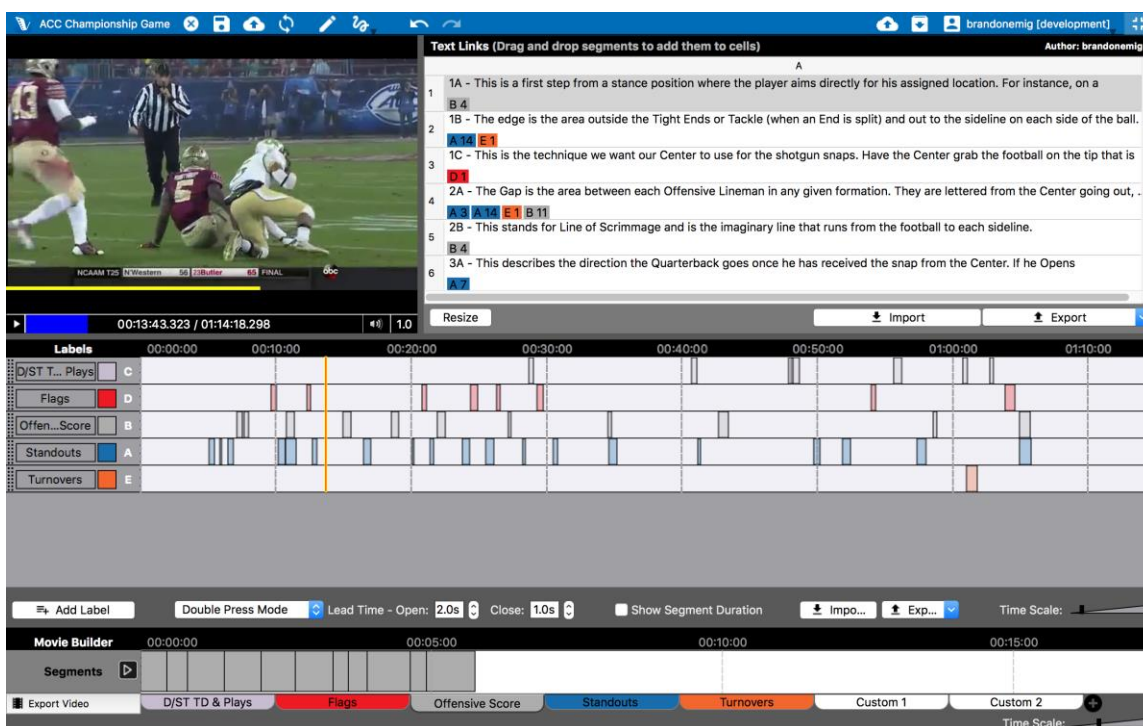 ACC Championship Game
brandonemig [development]
Text Links (Drag and drop segments to add them to cells)
Author: brandonemig
A
1
1A - This is a first step from a stance position where the player aims directly for his assigned location. For instance, on a
B 4
2
1B - The edge is the area outside the Tight Ends or Tackle (when an End is split) and out to the sideline on each side of the ball.
A 14 E 1
3
1C - This is the technique we want our Center to use for the shotgun snaps. Have the Center grab the football on the tip that is
D 1
4
2A - The Gap is the area between each Offensive Lineman in any given formation. They are lettered from the Center going out, ..
A 3 A 14 E 1 B 11
5
2B - This stands for Line of Scrimmage and is the imaginary line that runs from the football to each sideline.
B 4
6
3A - This describes the direction the Quarterback goes once he has received the snap from the Center. If he Opens
A 7
13
5
NCAAM T25 N'Western 56 23Butler 65 FINAL abc
00:13:43.323 / 01:14:18.298 1.0
Resize Import Export
Labels 00:00:00 00:10:00 00:20:00 00:30:00 00:40:00 00:50:00 01:00:00 01:10:00
D/ST T... Plays C
Flags D
Offen...Score B
Standouts A
Turnovers E
Add Label Double Press Mode Lead Time - Open: 2.0s Close: 1.0s Show Segment Duration Impo... Exp... Time Scale:
Movie Builder 00:00:00 00:05:00 00:10:00 00:15:00
Segments
Export Video D/ST TD & Plays Flags Offensive Score Standouts Turnovers Custom 1 Custom 2
Time Scale: